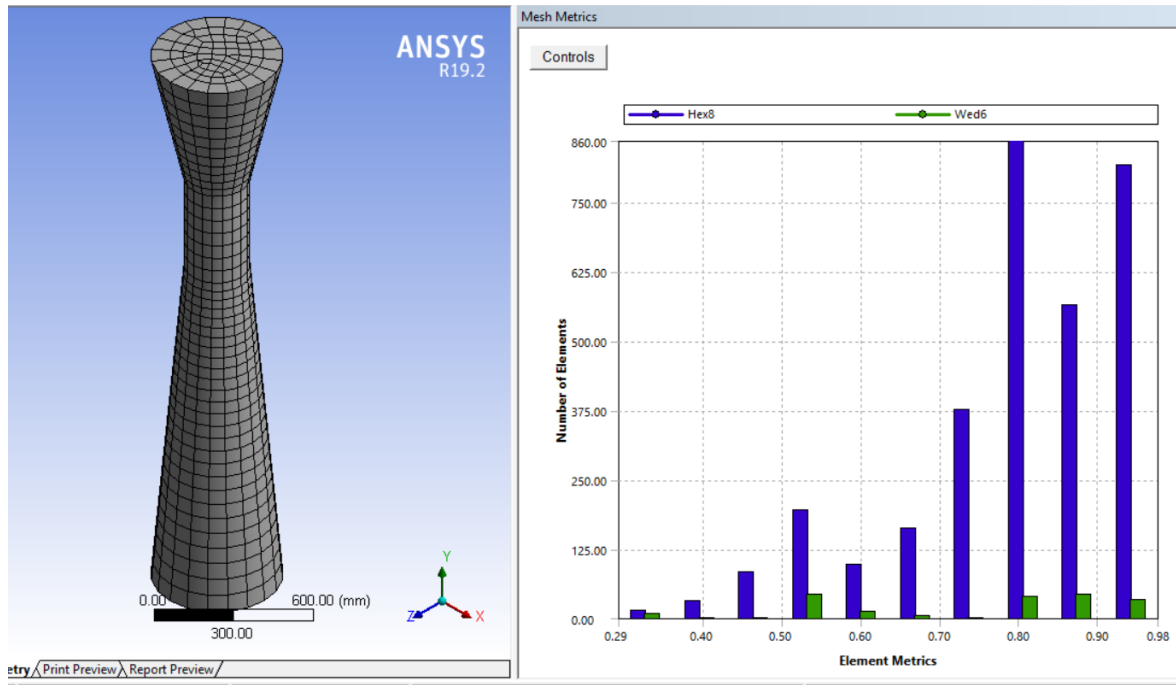 ANSYS
R19.2
Y
Z
X
0.00
600.00 (mm)
300.00
etry
Print Preview
Report Preview
Mesh Metrics
Controls
Hex8
Wed6
860.00
750.00
625.00
500.00
375.00
250.00
125.00
0.00
Number of Elements
0.29
0.40
0.50
0.60
0.70
0.80
0.90
0.98
Element Metrics